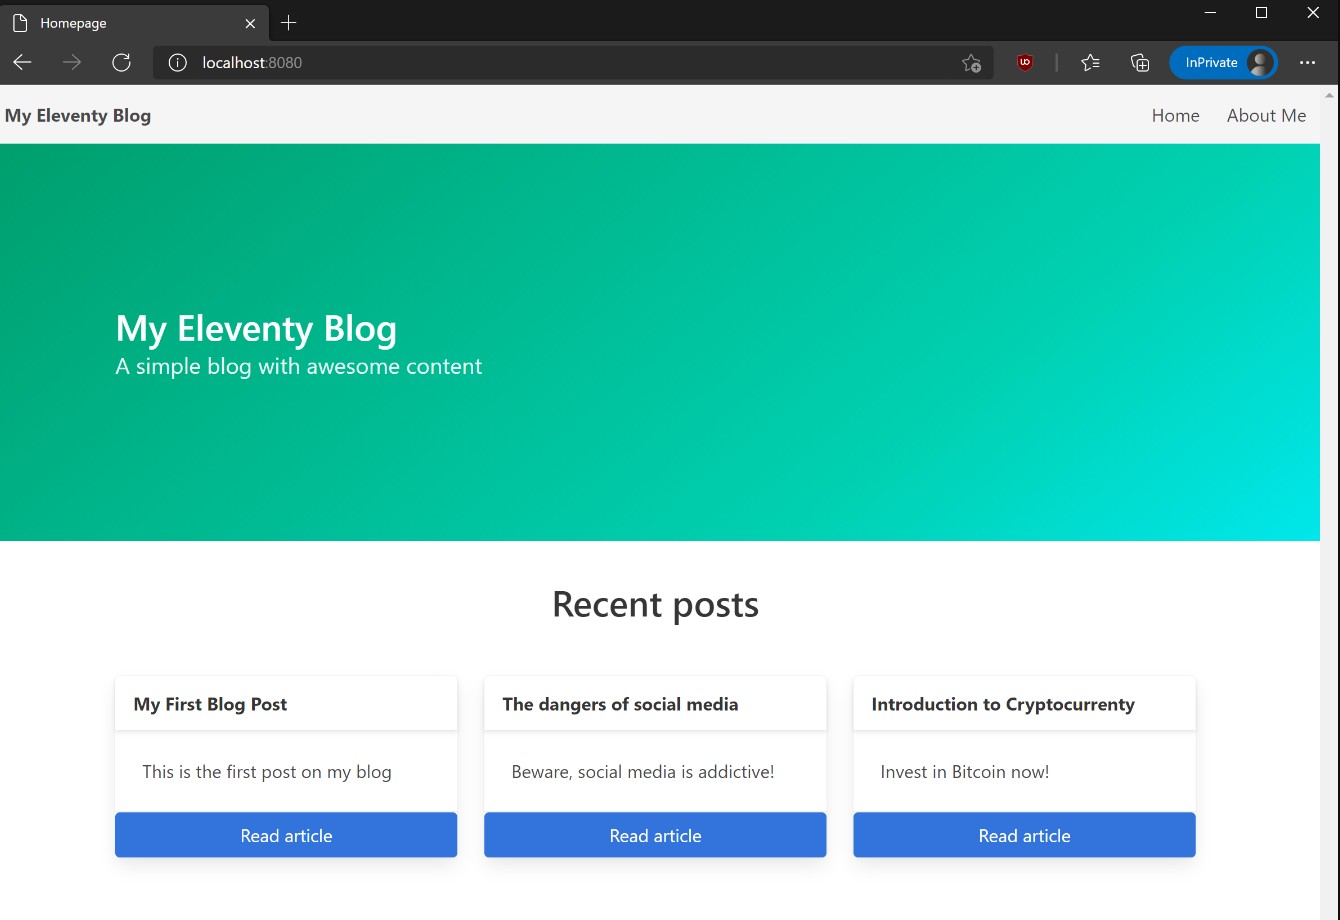 Homepage
localhost:8080
InPrivate
My Eleventy Blog
Home
About Me
My Eleventy Blog
A simple blog with awesome content
Recent posts
My First Blog Post
This is the first post on my blog
Read article
The dangers of social media
Beware, social media is addictive!
Read article
Introduction to Cryptocurrenty
Invest in Bitcoin now!
Read article